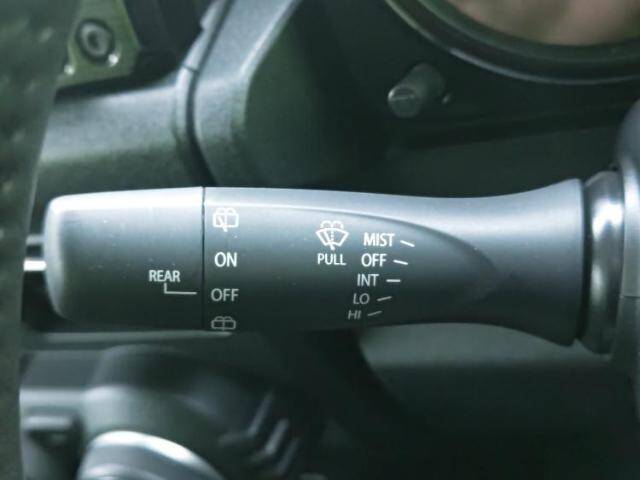 REAR
ON
OFF
PULL
MIST
OFF
INT
LO
HI